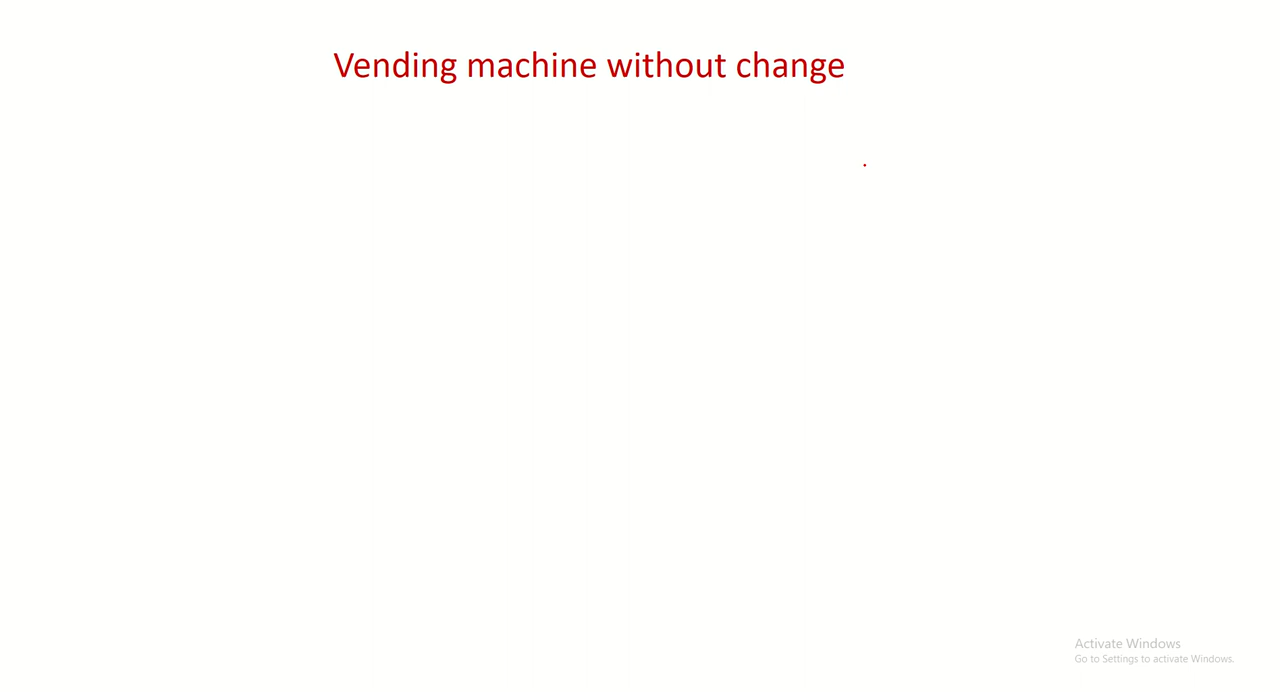 Vending machine without change
Activate Windows
Go to Settings to activate Windows.